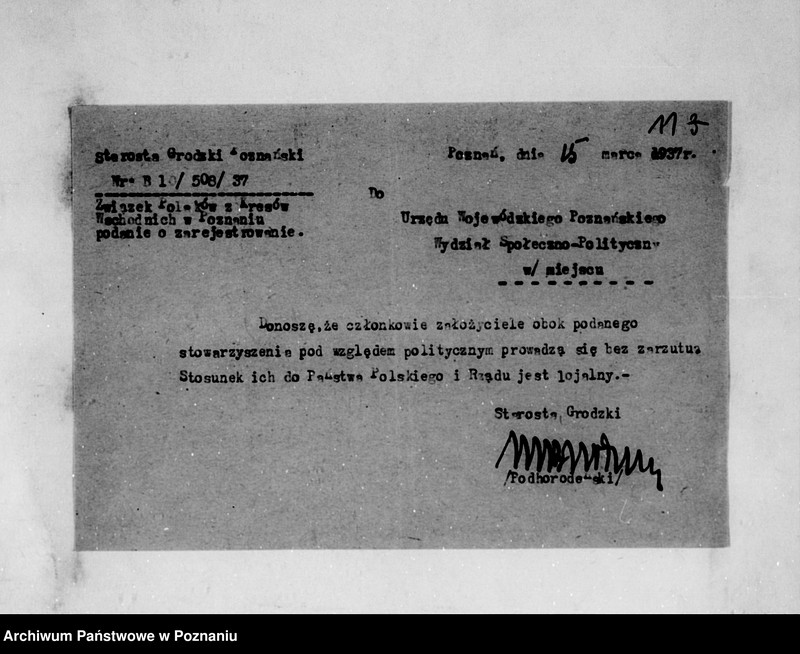 113
Starosta Grodzki Poznański
Nr. B 10/ 508/ 37
Związek Polaków z Kresów
Wschodnich w Poznaniu
podanie o zarejestrowanie.
Poznań, dnia 15 marca 1937r.
Do
Urzędu Wojewódzkiego Poznańskiego
Wydział Społeczno-Polityczny
w/ miejscu
Donoszę, że członkowie założyciele obok podanego
stowarzyszenia pod względem politycznym prowadzą się bez zarzutu.
Stosunek ich do Państwa Polskiego i Rządu jest lojalny.-
Starosta Grodzki
/Podhorodeński/
Archiwum Państwowe w Poznaniu